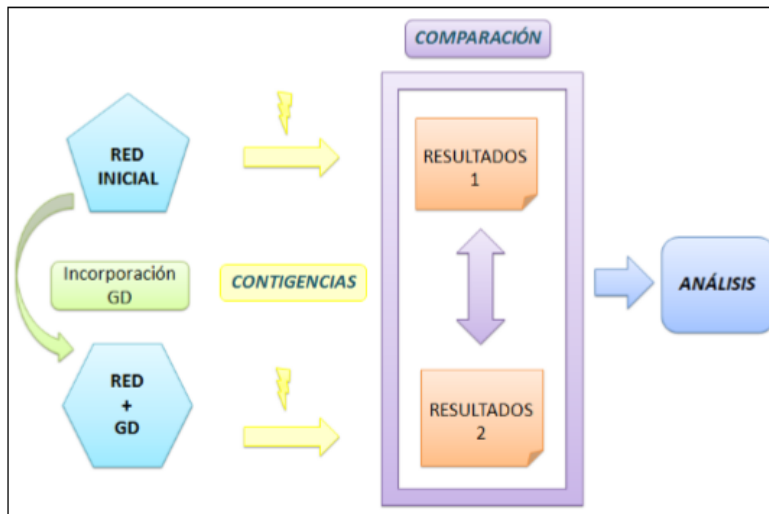 COMPARACIÓN
RED
INICIAL
RESULTADOS
1
Incorporación
GD
CONTIGENCIAS
ANÁLISIS
RED
+
GD
RESULTADOS
2